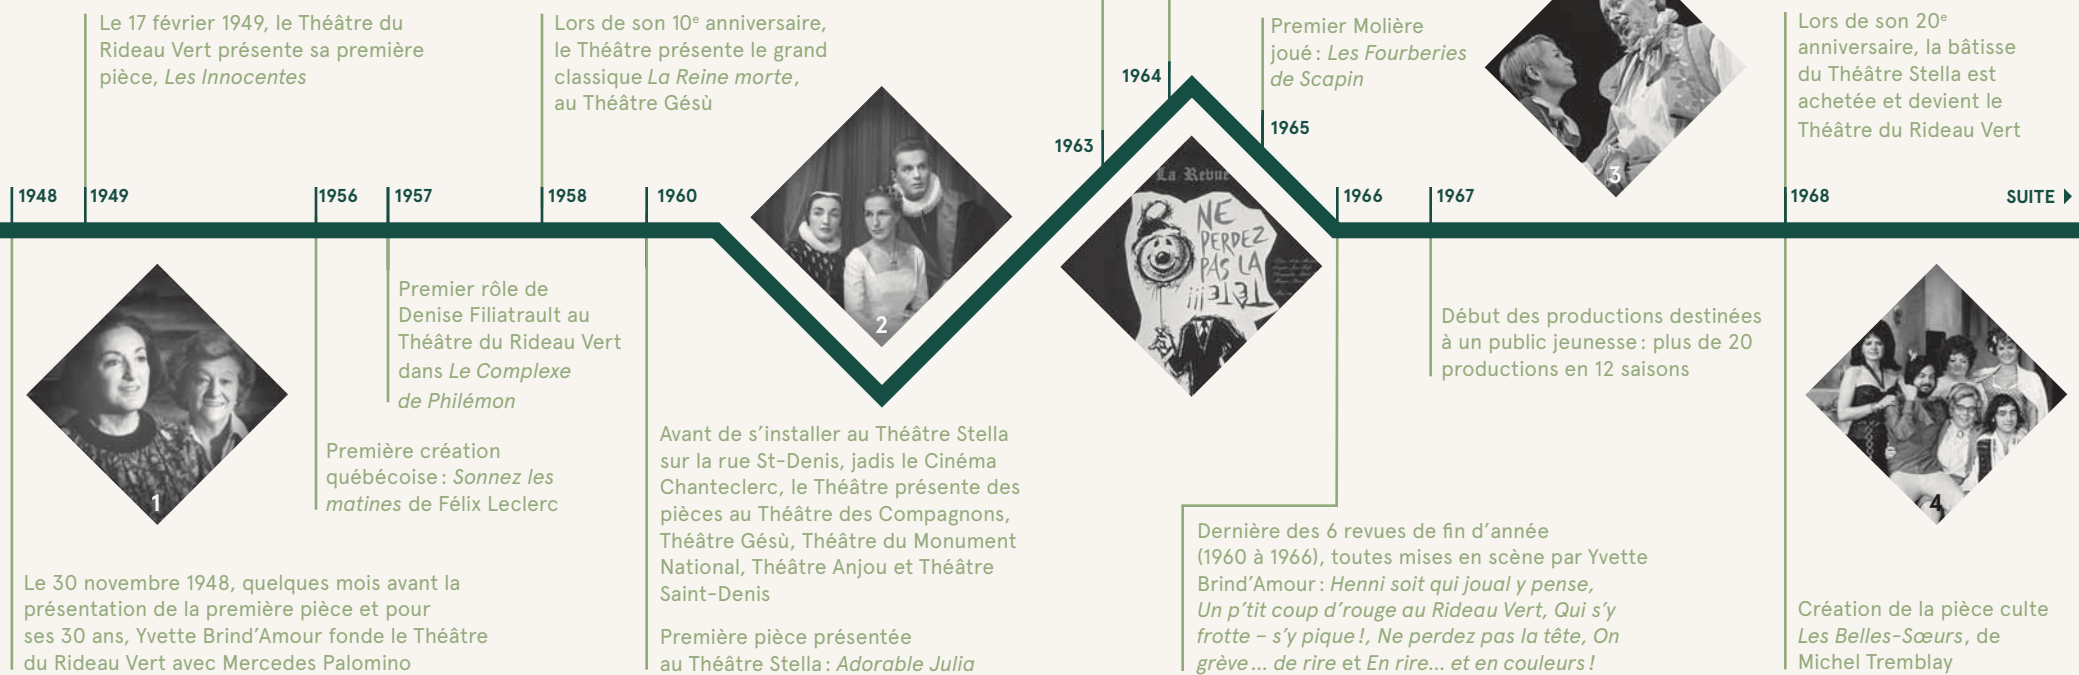 Le 17 février 1949, le Théâtre du
Rideau Vert présente sa première
pièce, Les Innocentes
Lors de son 10e anniversaire,
le Théâtre présente le grand
classique La Reine morte,
au Théâtre Gésù
Premier Molière
joué : Les Fourberies
de Scapin
Lors de son 20e
anniversaire, la bâtisse
du Théâtre Stella est
achetée et devient le
Théâtre du Rideau Vert
1964
1963
1965
3
1948
1949
1956
1957
1958
1960
1966
1967
1968
SUITE
La Revue
NE
PERDEZ
PAS LA
TÊTE!!!
2
Premier rôle de
Denise Filiatrault au
Théâtre du Rideau Vert
dans Le Complexe
de Philémon
Début des productions destinées
à un public jeunesse : plus de 20
productions en 12 saisons
1
Première création
québécoise : Sonnez les
matines de Félix Leclerc
Avant de s’installer au Théâtre Stella
sur la rue St-Denis, jadis le Cinéma
Chanteclerc, le Théâtre présente des
pièces au Théâtre des Compagnons,
Théâtre Gésù, Théâtre du Monument
National, Théâtre Anjou et Théâtre
Saint-Denis
4
Le 30 novembre 1948, quelques mois avant la
présentation de la première pièce et pour
ses 30 ans, Yvette Brind’Amour fonde le Théâtre
du Rideau Vert avec Mercedes Palomino
Première pièce présentée
au Théâtre Stella : Adorable Julia
Dernière des 6 revues de fin d’année
(1960 à 1966), toutes mises en scène par Yvette
Brind’Amour : Henni soit qui joual y pense,
Un p’tit coup d’rouge au Rideau Vert, Qui s’y
frotte – s’y pique !, Ne perdez pas la tête, On
grève… de rire et En rire… et en couleurs !
Création de la pièce culte
Les Belles-Sœurs, de
Michel Tremblay